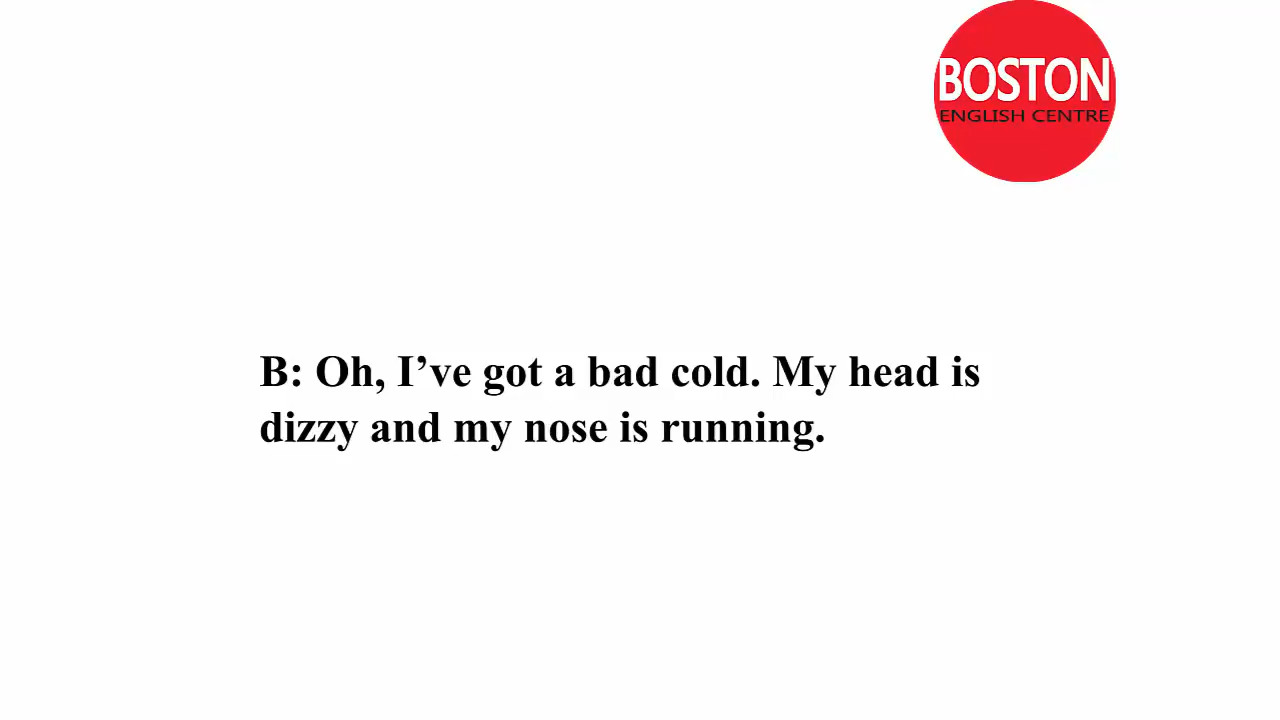 BOSTON
ENGLISH CENTRE
B: Oh, I’ve got a bad cold. My head is
dizzy and my nose is running.